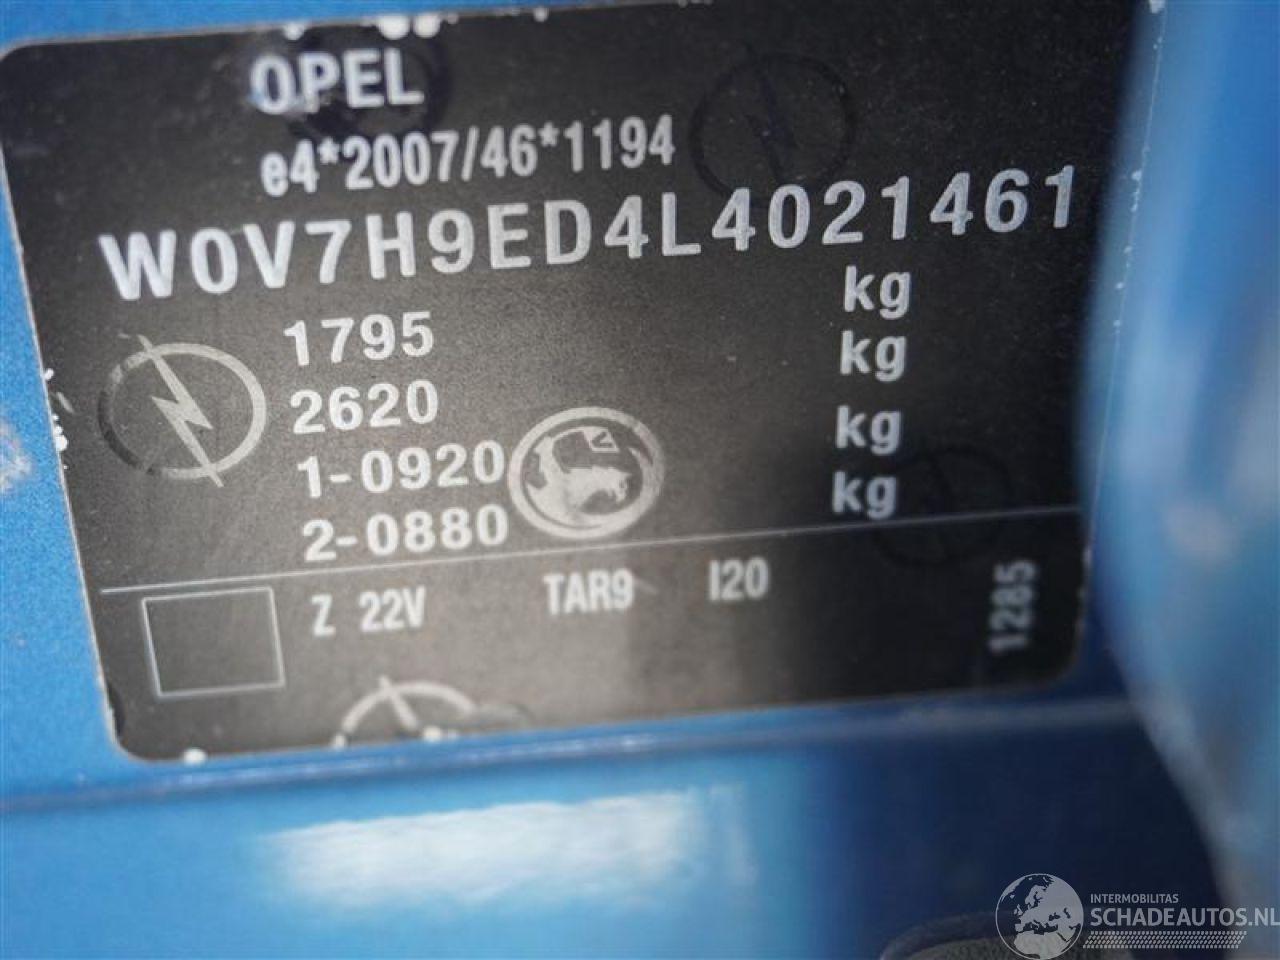 OPEL
e4*2007/46*1194
W0V7H9ED4L4021461
1795 kg
2620 kg
1-0920 kg
2-0880 kg
Z 22V TAR9 I20
1285
INTERMOBILITAS
SCHADEAUTOS.NL